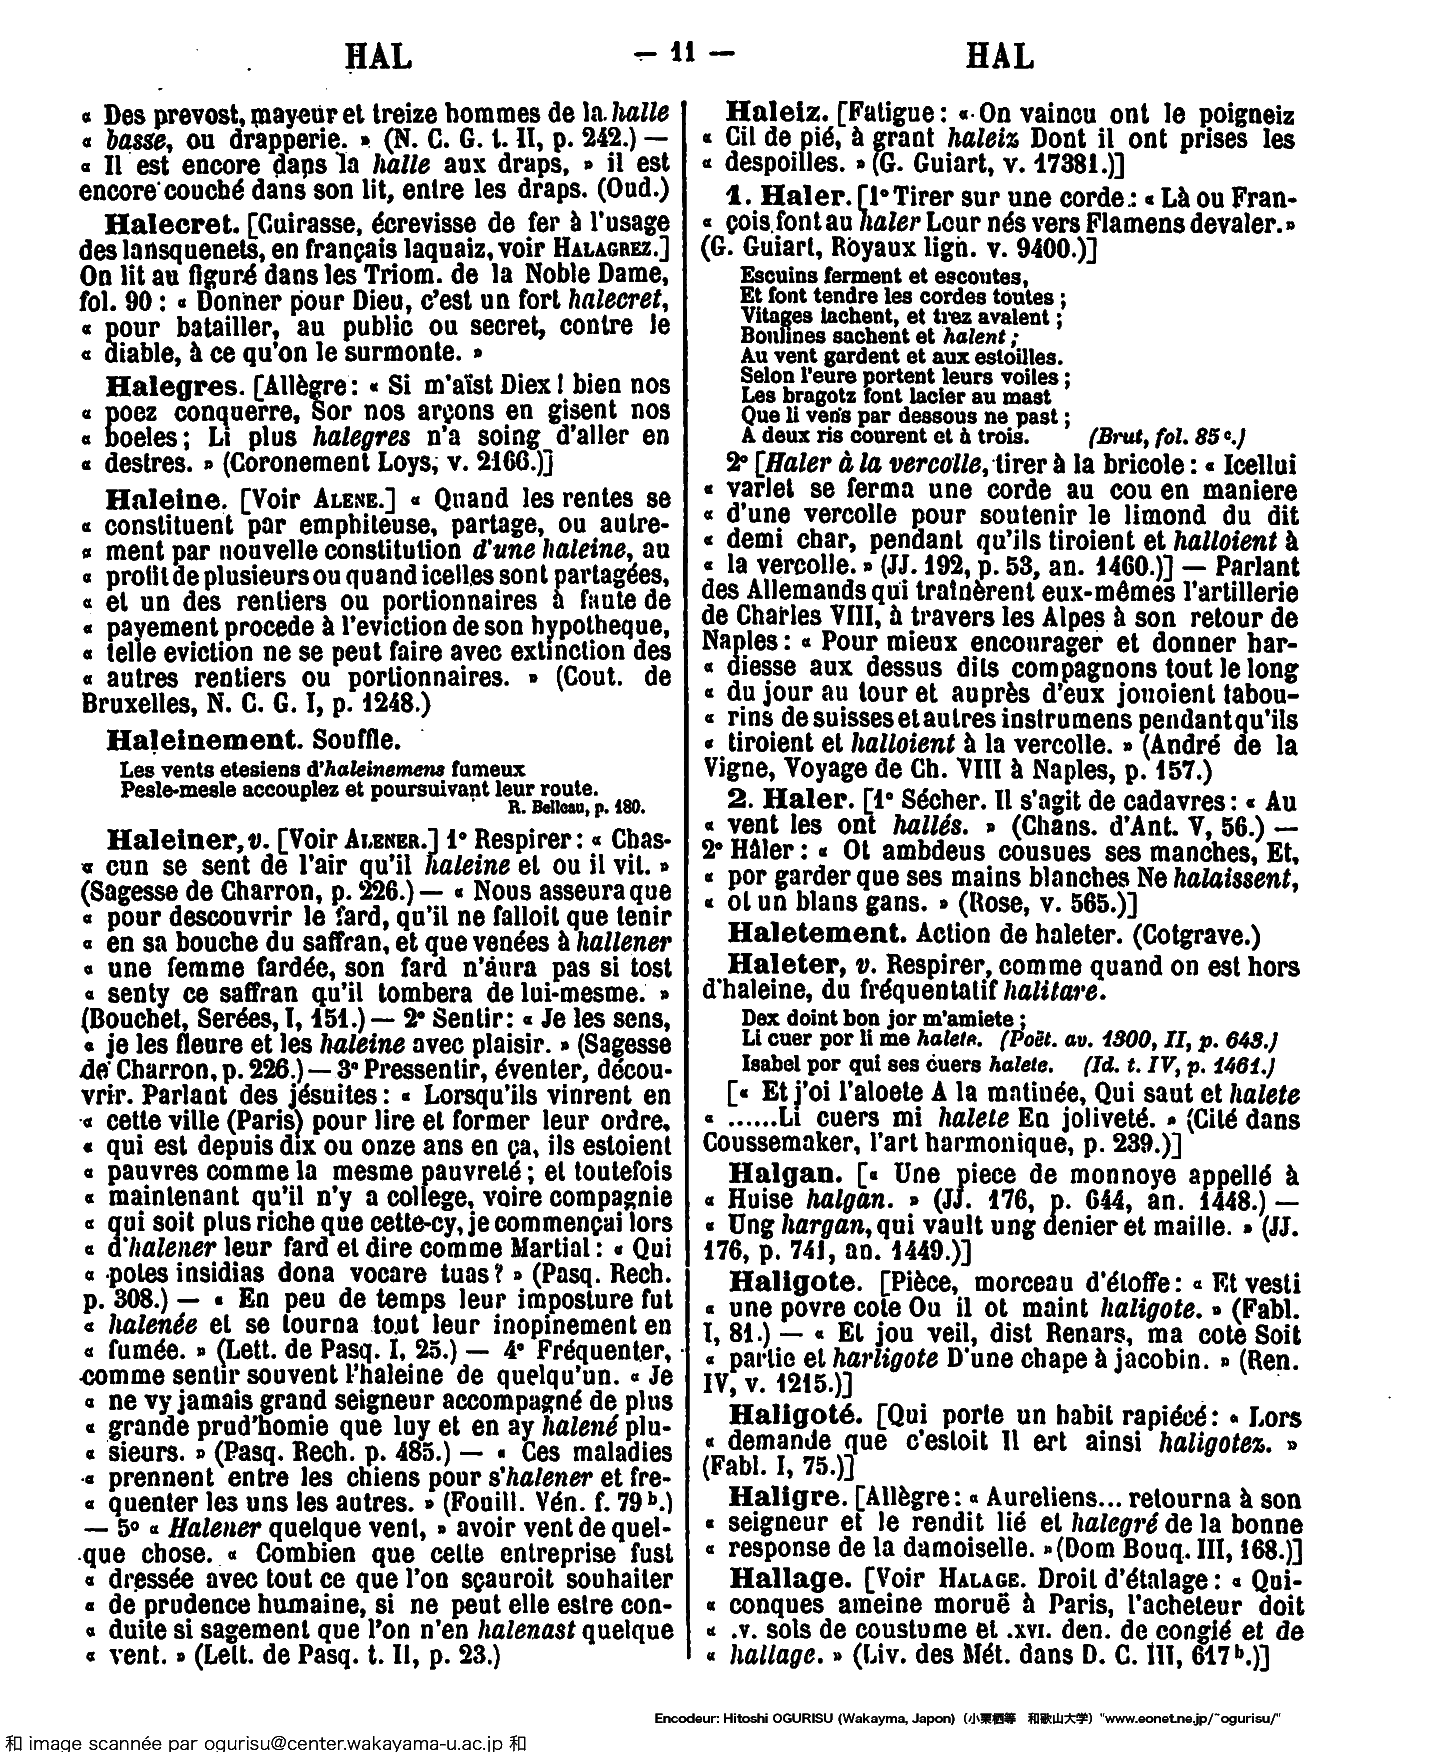 HAL — 11 — HAL
« Des prevost, mayeur et treize hommes de la halle
« basse, ou drapperie. » (N. C. G. t. II, p. 242.) —
« Il est encore dans la halle aux draps, » il est
encore couché dans son lit, entre les draps. (Oud.)
Halecret. [Cuirasse, écrevisse de fer à l'usage
des lansquenets, en français laquaiz, voir HALAGREZ.]
On lit au figuré dans les Triom. de la Noble Dame,
fol. 90 : « Donner pour Dieu, c'est un fort halecret,
« pour batailler, au public ou secret, contre le
« diable, à ce qu'on le surmonte. »
Halegres. [Allègre : « Si m'aïst Diex ! bien nos
« poez conquerre, Sor nos arçons en gisent nos
« boeles ; Li plus halegres n'a soing d'aller en
« destres. » (Coronement Loys, v. 2166.)]
Haleine. [Voir ALENE.] « Quand les rentes se
« constituent par emphiteuse, partage, ou autre-
« ment par nouvelle constitution d'une haleine, au
« profit de plusieurs ou quand icelles sont partagées,
« et un des rentiers ou portionnaires à faute de
« payement procede à l'eviction de son hypotheque,
« telle eviction ne se peut faire avec extinction des
« autres rentiers ou portionnaires. » (Cout. de
Bruxelles, N. C. G. I, p. 1248.)
Haleinement. Souffle.
Les vents etesiens d'haleinemens fumeux
Pesle-mesle accouplez et poursuivant leur route.
R. Belleau, p. 180.
Haleiner, v. [Voir ALENER.] 1° Respirer : « Chas-
« cun se sent de l'air qu'il haleine et ou il vit. »
(Sagesse de Charron, p. 226.) — « Nous asseura que
« pour descouvrir le fard, qu'il ne falloit que tenir
« en sa bouche du saffran, et que venées à hallener
« une femme fardée, son fard n'aura pas si tost
« senty ce saffran qu'il tombera de lui-mesme. »
(Bouchet, Serées, I, 151.) — 2° Sentir : « Je les sens,
« je les fleure et les haleine avec plaisir. » (Sagesse
de Charron, p. 226.) — 3° Pressentir, éventer, décou-
vrir. Parlant des jésuites : « Lorsqu'ils vinrent en
« cette ville (Paris) pour lire et former leur ordre,
« qui est depuis dix ou onze ans en ça, ils estoient
« pauvres comme la mesme pauvreté ; et toutefois
« maintenant qu'il n'y a college, voire compagnie
« qui soit plus riche que cette-cy, je commençai lors
« d'halener leur fard et dire comme Martial : « Qui
« potes insidias dona vocare tuas ? » (Pasq. Rech.
p. 308.) — « En peu de temps leur imposture fut
« halenée et se tourna tout leur inopinement en
« fumée. » (Lett. de Pasq. I, 25.) — 4° Fréquenter,
comme sentir souvent l'haleine de quelqu'un. « Je
« ne vy jamais grand seigneur accompagné de plus
« grande prud'homie que luy et en ay halené plu-
« sieurs. » (Pasq. Rech. p. 485.) — « Ces maladies
« prennent entre les chiens pour s'halener et fre-
« quenter les uns les autres. » (Fouill. Vén. f. 79 b.)
— 5° « Halener quelque vent, » avoir vent de quel-
que chose. « Combien que cette entreprise fust
« dressée avec tout ce que l'on sçauroit souhaiter
« de prudence humaine, si ne peut elle estre con-
« duite si sagement que l'on n'en halenast quelque
« vent. » (Lett. de Pasq. t. II, p. 23.)
Haleiz. [Fatigue : « On vaincu ont le poigneiz
« Cil de pié, à grant haleiz Dont il ont prises les
« despoilles. » (G. Guiart, v. 17381.)]
1. Haler. [1° Tirer sur une corde : « Là ou Fran-
« çois font au haler Lour nés vers Flamens devaler. »
(G. Guiart, Royaux lign. v. 9400.)]
Escuins ferment et escoutes,
Et font tendre les cordes toutes ;
Vitages lachent, et trez avalent ;
Boulines sachent et halent ;
Au vent gardent et aux estoilles.
Selon l'eure portent leurs voiles ;
Les bragotz font lacier au mast
Que li vens par dessous ne past ;
A deux ris courent et à trois. (Brut, fol. 85 c.)
2° [Haler à la vercolle, tirer à la bricole : « Icellui
« varlet se ferma une corde au cou en maniere
« d'une vercolle pour soutenir le limond du dit
« demi char, pendant qu'ils tiroient et halloient à
« la vercolle. » (JJ. 192, p. 53, an. 1460.)] — Parlant
des Allemands qui traînèrent eux-mêmes l'artillerie
de Charles VIII, à travers les Alpes à son retour de
Naples : « Pour mieux encourager et donner har-
« diesse aux dessus dits compagnons tout le long
« du jour au tour et auprès d'eux jouoient tabou-
« rins de suisses et autres instrumens pendant qu'ils
« tiroient et halloient à la vercolle. » (André de la
Vigne, Voyage de Ch. VIII à Naples, p. 157.)
2. Haler. [1° Sécher. Il s'agit de cadavres : « Au
« vent les ont hallés. » (Chans. d'Ant. V, 56.) —
2° Hâler : « Ot ambdeus cousues ses manches, Et,
« por garder que ses mains blanches Ne halaissent,
« ot un blans gans. » (Rose, v. 565.)]
Haletement. Action de haleter. (Cotgrave.)
Haleter, v. Respirer, comme quand on est hors
d'haleine, du fréquentatif halitare.
Dex doint bon jor m'amiete ;
Li cuer por li me halete. (Poët. av. 1300, II, p. 643.)
Isabel por qui ses cuers halete. (Id. t. IV, p. 1461.)
[« Et j'oi l'aloete A la matinée, Qui saut et halete
« ......Li cuers mi halete En joliveté. » (Cité dans
Coussemaker, l'art harmonique, p. 239.)]
Halgan. [« Une piece de monnoye appellé à
« Huise halgan. » (JJ. 176, p. 644, an. 1448.) —
« Ung hargan, qui vault ung denier et maille. » (JJ.
176, p. 741, an. 1449.)]
Haligote. [Pièce, morceau d'étoffe : « Et vesti
« une povre cote Ou il ot maint haligote. » (Fabl.
I, 81.) — « Et jou veil, dist Renars, ma cote Soit
« partie et harligote D'une chape à jacobin. » (Ren.
IV, v. 1215.)]
Haligoté. [Qui porte un habit rapiécé : « Lors
« demande que c'estoit Il ert ainsi haligotez. »
(Fabl. I, 75.)]
Haligre. [Allègre : « Aureliens... retourna à son
« seigneur et le rendit lié et halegré de la bonne
« response de la damoiselle. » (Dom Bouq. III, 168.)]
Hallage. [Voir HALAGE. Droit d'étalage : « Qui-
« conques ameine moruë à Paris, l'acheteur doit
« .v. sols de coustume et .xvi. den. de congié et de
« hallage. » (Liv. des Mét. dans D. C. III, 617 b.)]
Encodeur: Hitoshi OGURISU (Wakayma, Japon) (小栗栖等 和歌山大学) "www.eonet.ne.jp/~ogurisu/"
和 image scannée par ogurisu@center.wakayama-u.ac.jp 和